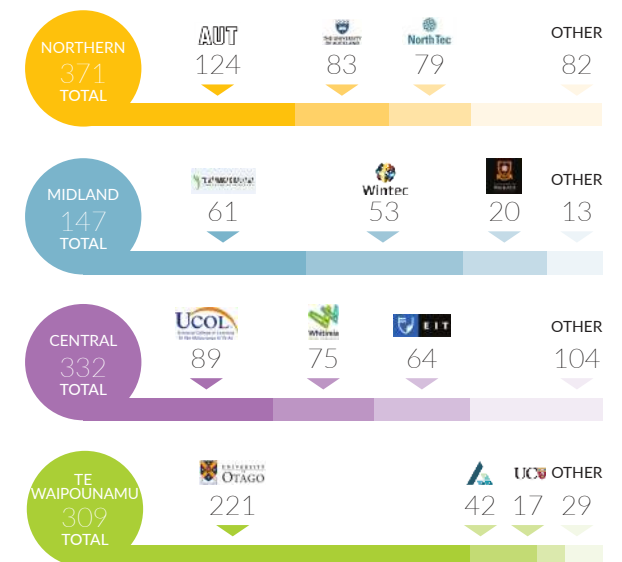 NORTHERN
371
TOTAL
AUT
124
THE UNIVERSITY
OF AUCKLAND
83
NorthTec
79
OTHER
82
MIDLAND
147
TOTAL
61
Wintec
53
20
OTHER
13
CENTRAL
332
TOTAL
UCOL
89
Whitireia
75
EIT
64
OTHER
104
TE
WAIPOUNAMU
309
TOTAL
UNIVERSITY
OTAGO
221
42
UC
17
OTHER
29